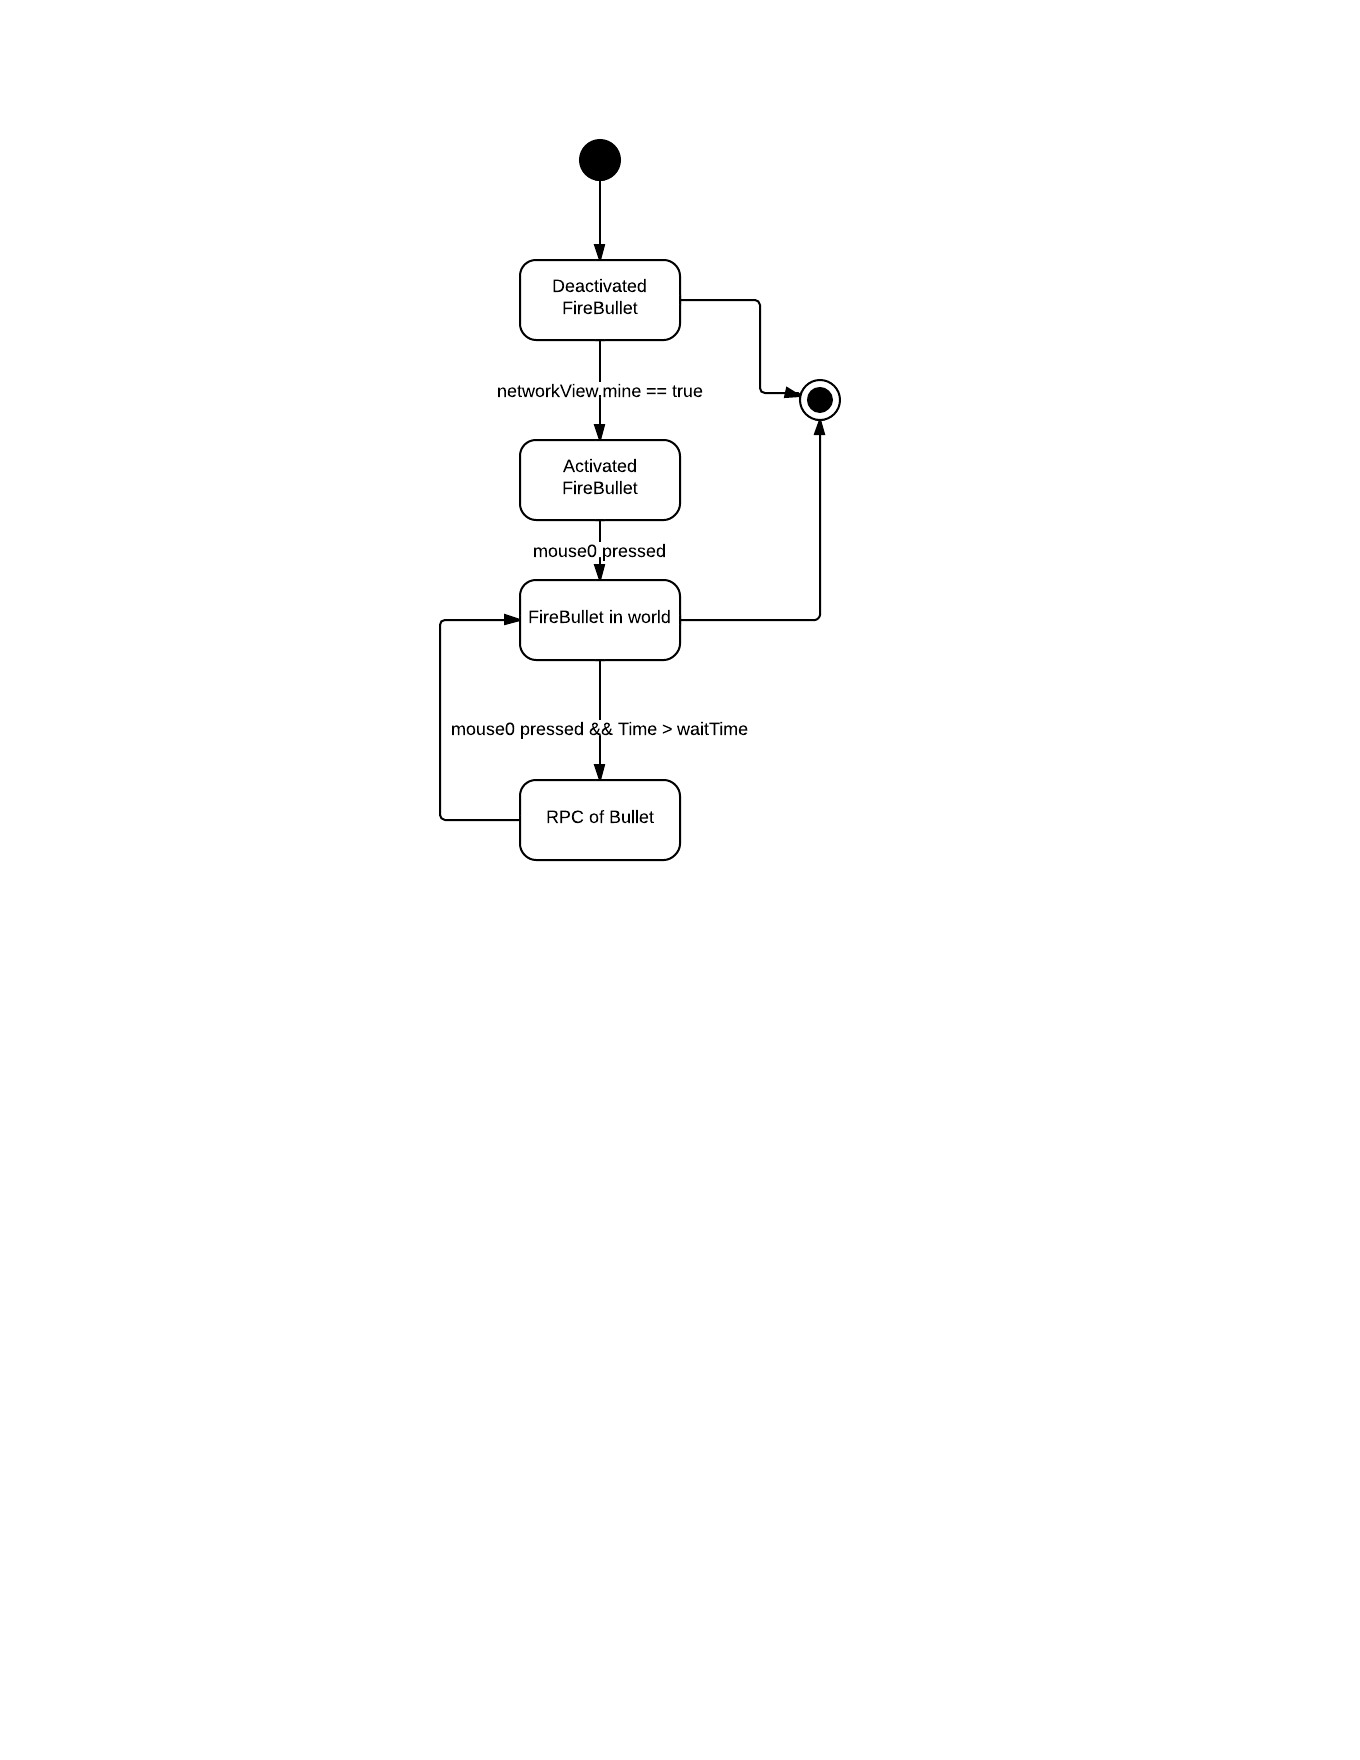 Deactivated
FireBullet
networkView.mine == true
Activated
FireBullet
mouse0 pressed
FireBullet in world
mouse0 pressed && Time > waitTime
RPC of Bullet